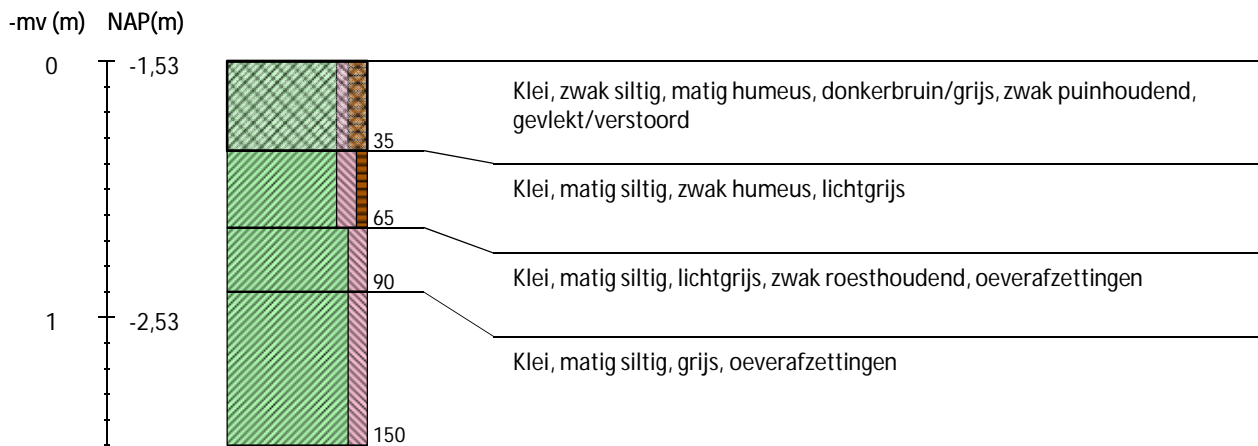 -mv (m) NAP(m)
0 -1,53
Klei, zwak siltig, matig humeus, donkerbruin/grijs, zwak puinhoudend,
gevlekt/verstoord
35
Klei, matig siltig, zwak humeus, lichtgrijs
65
Klei, matig siltig, lichtgrijs, zwak roesthoudend, oeverafzettingen
90
1 -2,53
Klei, matig siltig, grijs, oeverafzettingen
150